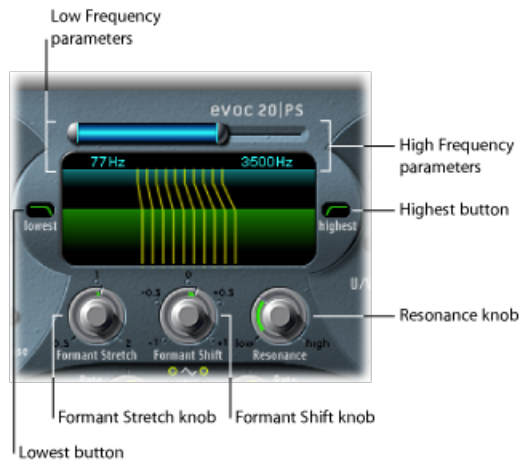 Low Frequency
parameters
EVOC 20|PS
77Hz
3500Hz
High Frequency
parameters
lowest
highest
Highest button
U/
1
0
-0.5
+0.5
0.5
2
-1
+1
low
high
Formant Stretch
Formant Shift
Resonance
Resonance knob
se
Formant Stretch knob
Formant Shift knob
Lowest button